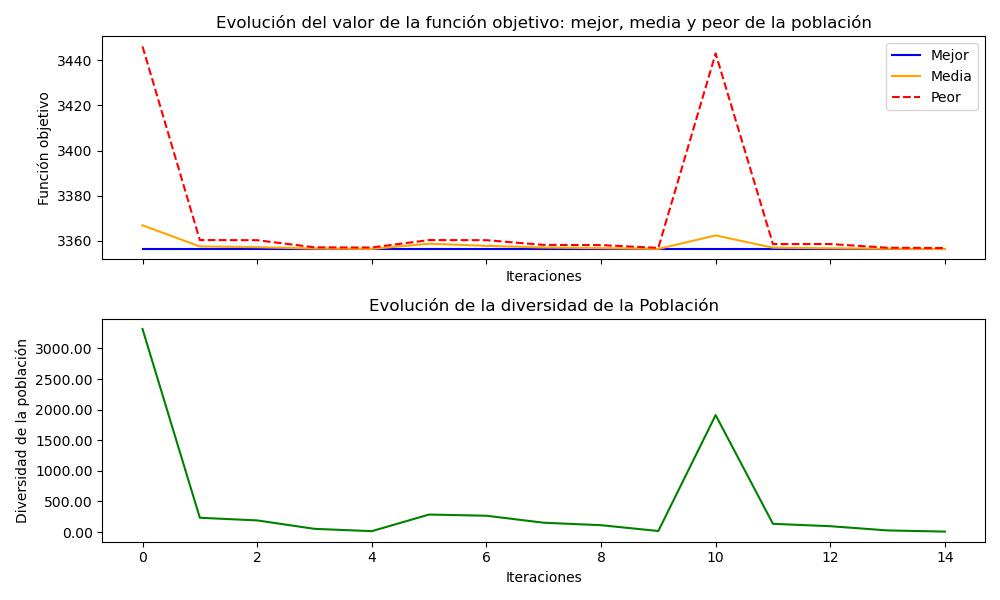 Evolución del valor de la función objetivo: mejor, media y peor de la población
Función objetivo
3440
3420
3400
3380
3360
Mejor
Media
Peor
Iteraciones
Evolución de la diversidad de la Población
Diversidad de la población
3000.00
2500.00
2000.00
1500.00
1000.00
500.00
0.00
0 2 4 6 8 10 12 14
Iteraciones